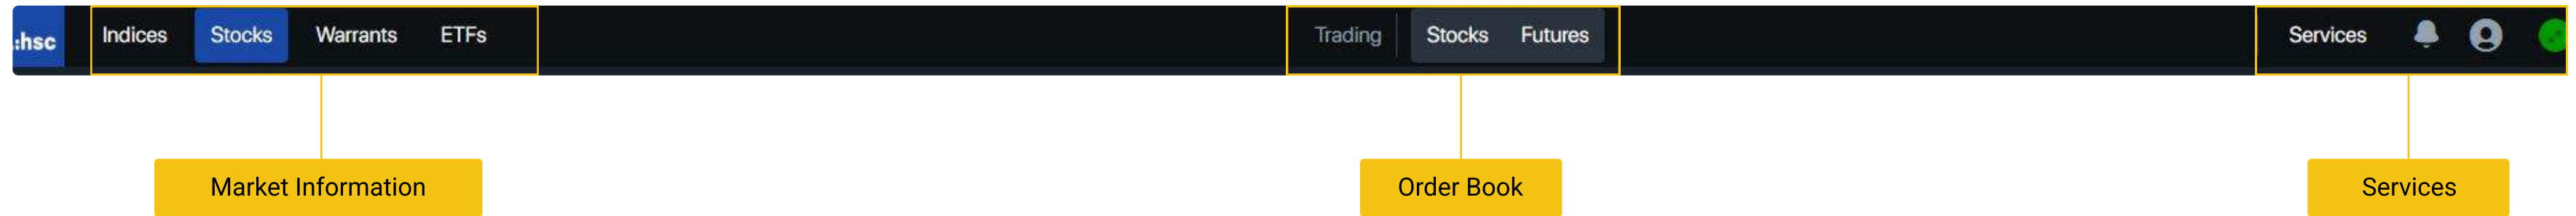 .:hsc Indices Stocks Warrants ETFs Trading Stocks Futures Services
Market Information Order Book Services